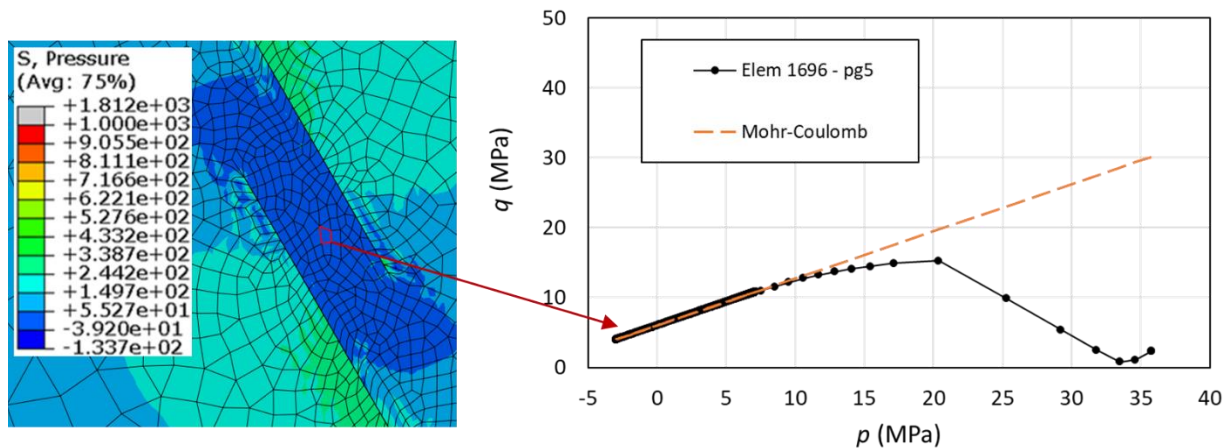 S, Pressure
(Avg: 75%)
+1.812e+03
+1.000e+03
+9.055e+02
+8.111e+02
+7.166e+02
+6.221e+02
+5.276e+02
+4.332e+02
+3.387e+02
+2.442e+02
+1.497e+02
+5.527e+01
-3.920e+01
-1.337e+02
50
40
30
20
10
0
q (MPa)
Elem 1696 - pg5
Mohr-Coulomb
-5 0 5 10 15 20 25 30 35 40
p (MPa)